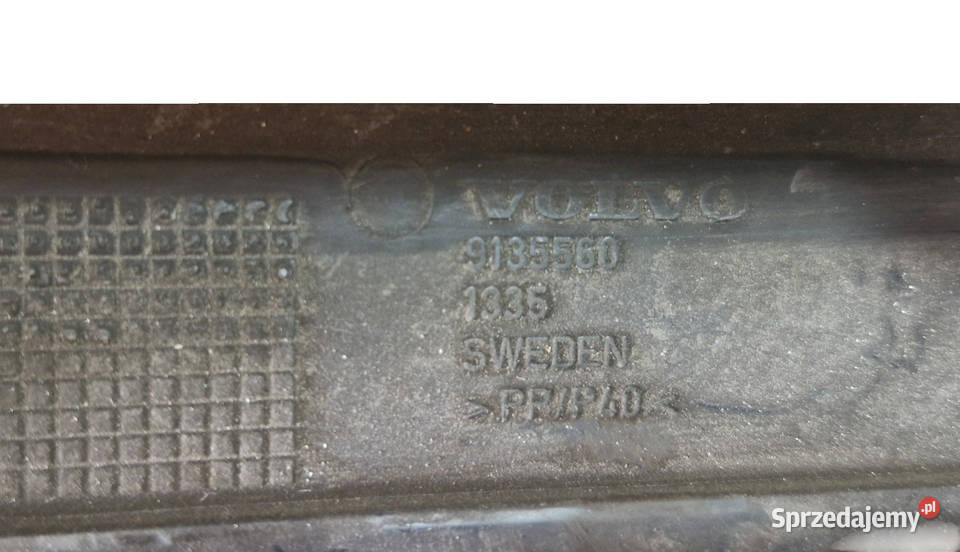 VOLVO
9135560
1335
SWEDEN
>PP/P40<
Sprzedajemy.pl